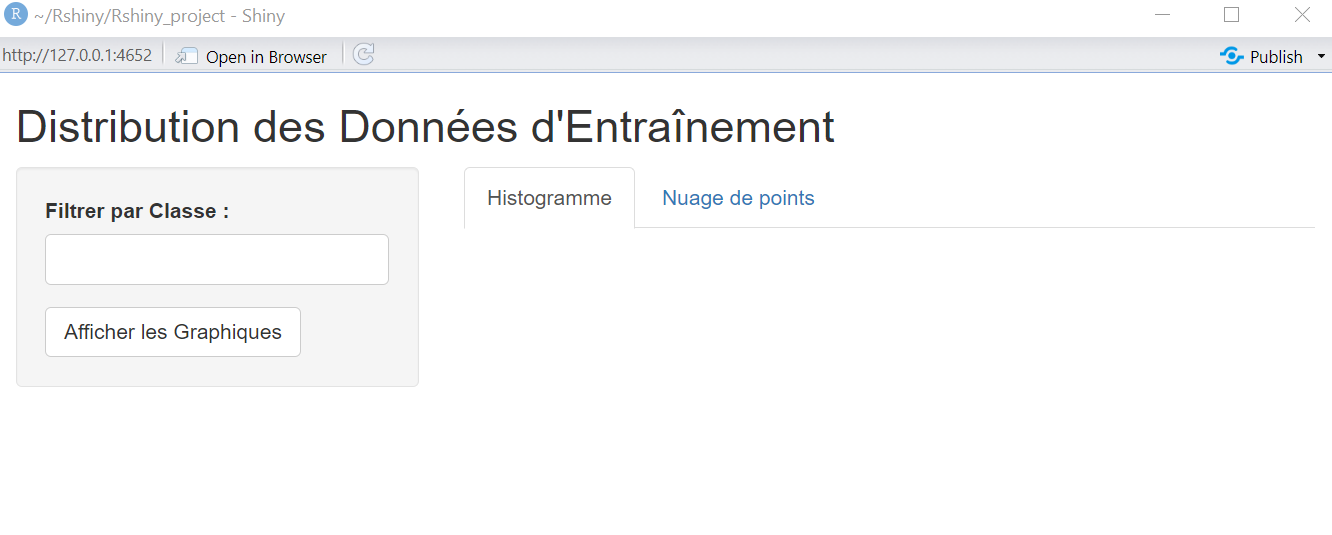 R ~/Rshiny/Rshiny_project - Shiny
http://127.0.0.1:4652 Open in Browser Publish
Distribution des Données d'Entraînement
Filtrer par Classe :
Afficher les Graphiques
Histogramme Nuage de points